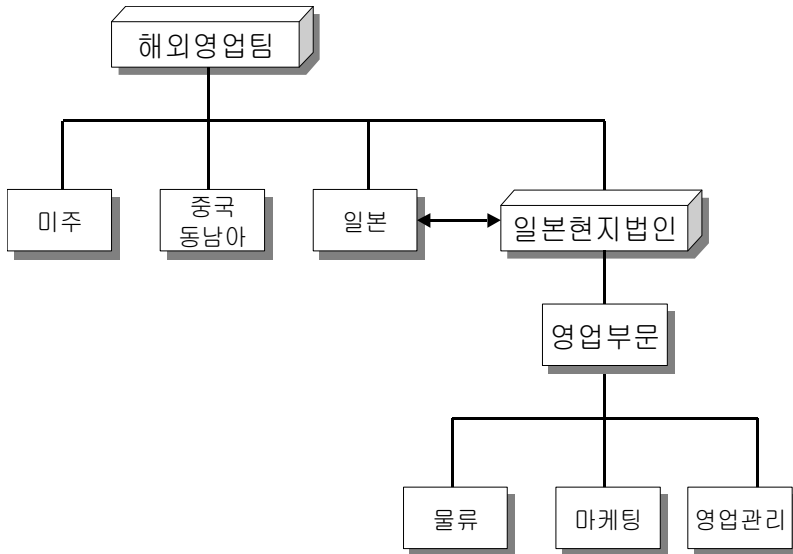 해외영업팀
미주
중국
동남아
일본
일본현지법인
영업부문
물류
마케팅
영업관리